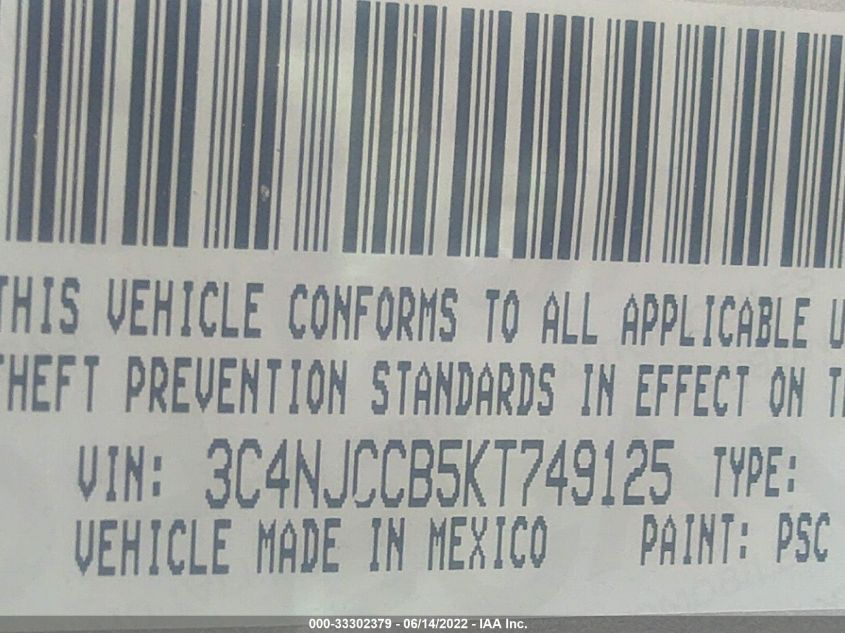 THIS VEHICLE CONFORMS TO ALL APPLICABLE U
THEFT PREVENTION STANDARDS IN EFFECT ON T
VIN: 3C4NJCCB5KT749125 TYPE:
VEHICLE MADE IN MEXICO PAINT: PSC
000-33302379 - 06/14/2022 - IAA Inc.